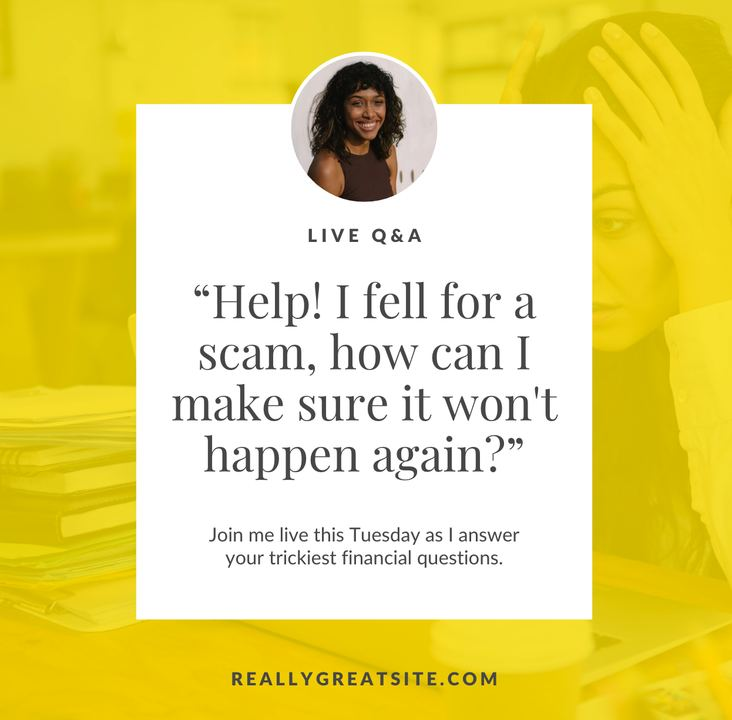 LIVE Q&A
“Help! I fell for a
scam, how can I
make sure it won't
happen again?”
Join me live this Tuesday as I answer
your trickiest financial questions.
REALLYGREATSITE.COM